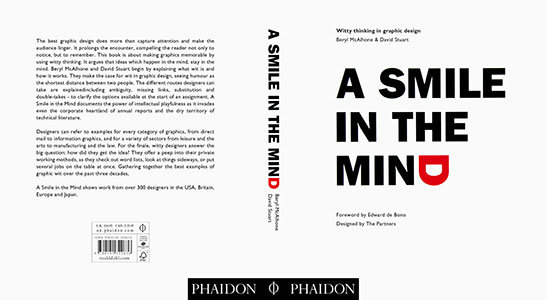 The best graphic design does more than capture attention and make the
audience linger. It prolongs the encounter, compelling the reader not only to
notice, but to remember. This book is about making graphics memorable by
using witty thinking. It argues that ideas which happen in the mind, stay in the
mind. Beryl McAlhone and David Stuart begin by explaining what wit is and
how it works. They make the case for wit in graphic design, seeing humour as
the shortest distance between two people. The different routes designers can
take are explainedincluding ambiguity, missing links, substitution and
double-takes - to clarify the options available at the start of an assignment. A
Smile in the Mind documents the power of intellectual playfulness as it invades
even the corporate heartland of annual reports and the dry territory of
technical literature.
Designers can refer to examples for every category of graphics, from direct
mail to information graphics, and for a variety of sectors from leisure and the
arts to manufacturing and the law. For the finale, witty designers answer the
big question: how did they get the idea? They offer a peep into their private
working methods, as they check out word lists, look at things sideways, or put
several jobs on the table at once. Gathering together the best examples of
graphic wit over the past three decades,
A Smile in the Mind shows work from over 300 designers in the USA, Britain,
Europe and Japan.
uk.phaidon.com
roalddahl.com
FSC
A SMILE IN THE MIND
Beryl McAlhone
David Stuart
Witty thinking in graphic design
Beryl McAlhone & David Stuart
A SMILE
IN THE
MIND
Foreword by Edward de Bono
Designed by The Partners
PHAIDON PHAIDON